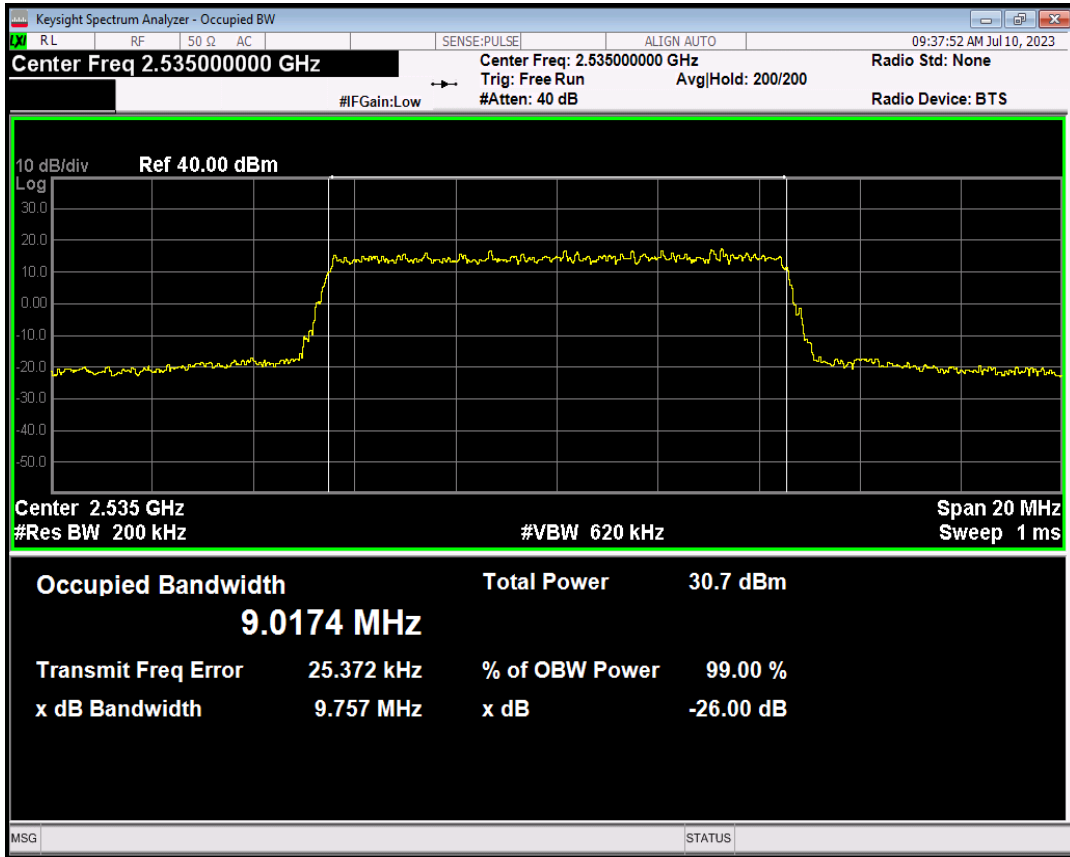 Keysight Spectrum Analyzer - Occupied BW
LXI RL RF 50 Ω AC SENSE:PULSE ALIGN AUTO 09:37:52 AM Jul 10, 2023
Center Freq 2.535000000 GHz Center Freq: 2.535000000 GHz Radio Std: None
Trig: Free Run Avg|Hold: 200/200
#IFGain:Low #Atten: 40 dB Radio Device: BTS
10 dB/div Ref 40.00 dBm
Log
30.0
20.0
10.0
0.00
-10.0
-20.0
-30.0
-40.0
-50.0
Center 2.535 GHz Span 20 MHz
#Res BW 200 kHz #VBW 620 kHz Sweep 1 ms
Occupied Bandwidth Total Power 30.7 dBm
9.0174 MHz
Transmit Freq Error 25.372 kHz % of OBW Power 99.00 %
x dB Bandwidth 9.757 MHz x dB -26.00 dB
MSG STATUS